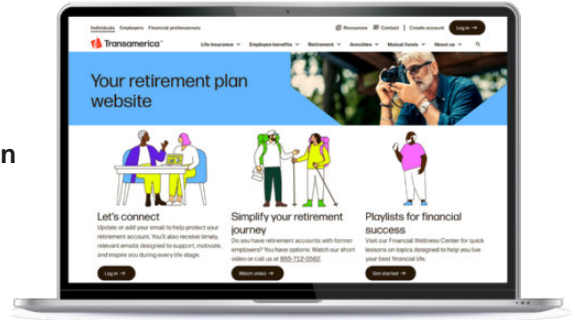 Individuals Employers Financial professionals
Resources Contact Create account Log in →
Transamerica
Life insurance Employee benefits Retirement Annuities Mutual funds About us
Your retirement plan
website
n
Let's connect
Update or add your email to help protect your
retirement account. You'll also receive timely,
relevant emails designed to support, motivate,
and inspire you during every life stage.
Log in →
Simplify your retirement
journey
Do you have retirement accounts with former
employers? You have options. Watch our short
video or call us at 855-712-0562.
Watch video →
Playlists for financial
success
Visit our Financial Wellness Center for quick
lessons on topics designed to help you live
your best financial life.
Get started →